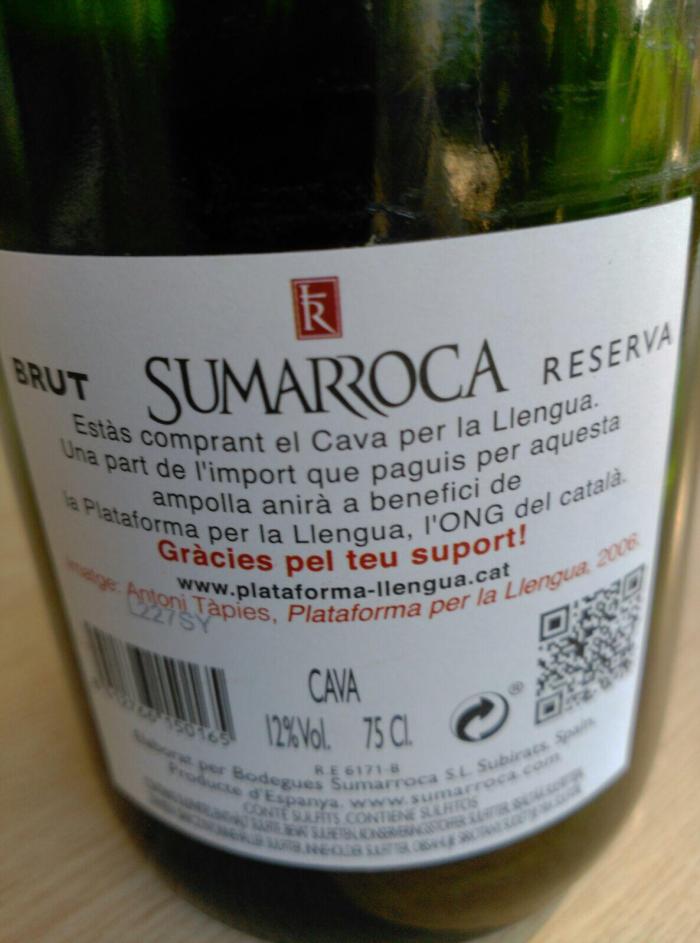 BRUT SUMARROCA RESERVA
Estàs comprant el Cava per la Llengua.
Una part de l'import que paguis per aquesta
ampolla anirà a benefici de
la Plataforma per la Llengua, l'ONG del català.
Gràcies pel teu suport!
www.plataforma-llengua.cat
Imatge: Antoni Tàpies, Plataforma per la Llengua, 2006.
L227SY
CAVA
12%Vol. 75 Cl.
®
R.E 6171-B
Elaborat per Bodegues Sumarroca S.L. Subirats, Spain.
Producte d'Espanya. www.sumarroca.com
CONTÉ SULFITS, CONTIENE SULFITOS